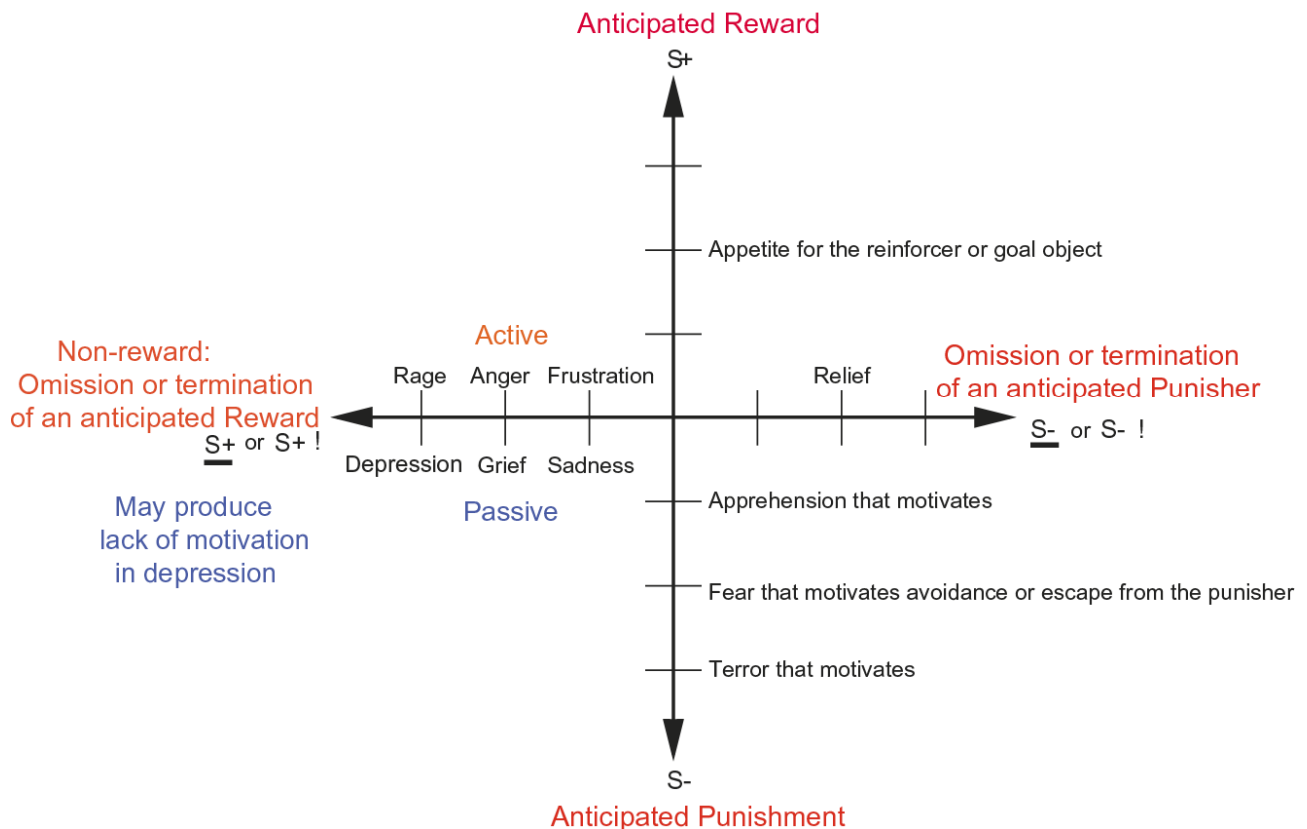 Anticipated Reward
S+
Appetite for the reinforcer or goal object
Active
Non-reward:
Omission or termination
of an anticipated Reward
S+ or S+ !
Rage Anger Frustration
Relief
Omission or termination
of an anticipated Punisher
S- or S- !
Depression Grief Sadness
Passive
May produce
lack of motivation
in depression
Apprehension that motivates
Fear that motivates avoidance or escape from the punisher
Terror that motivates
S-
Anticipated Punishment